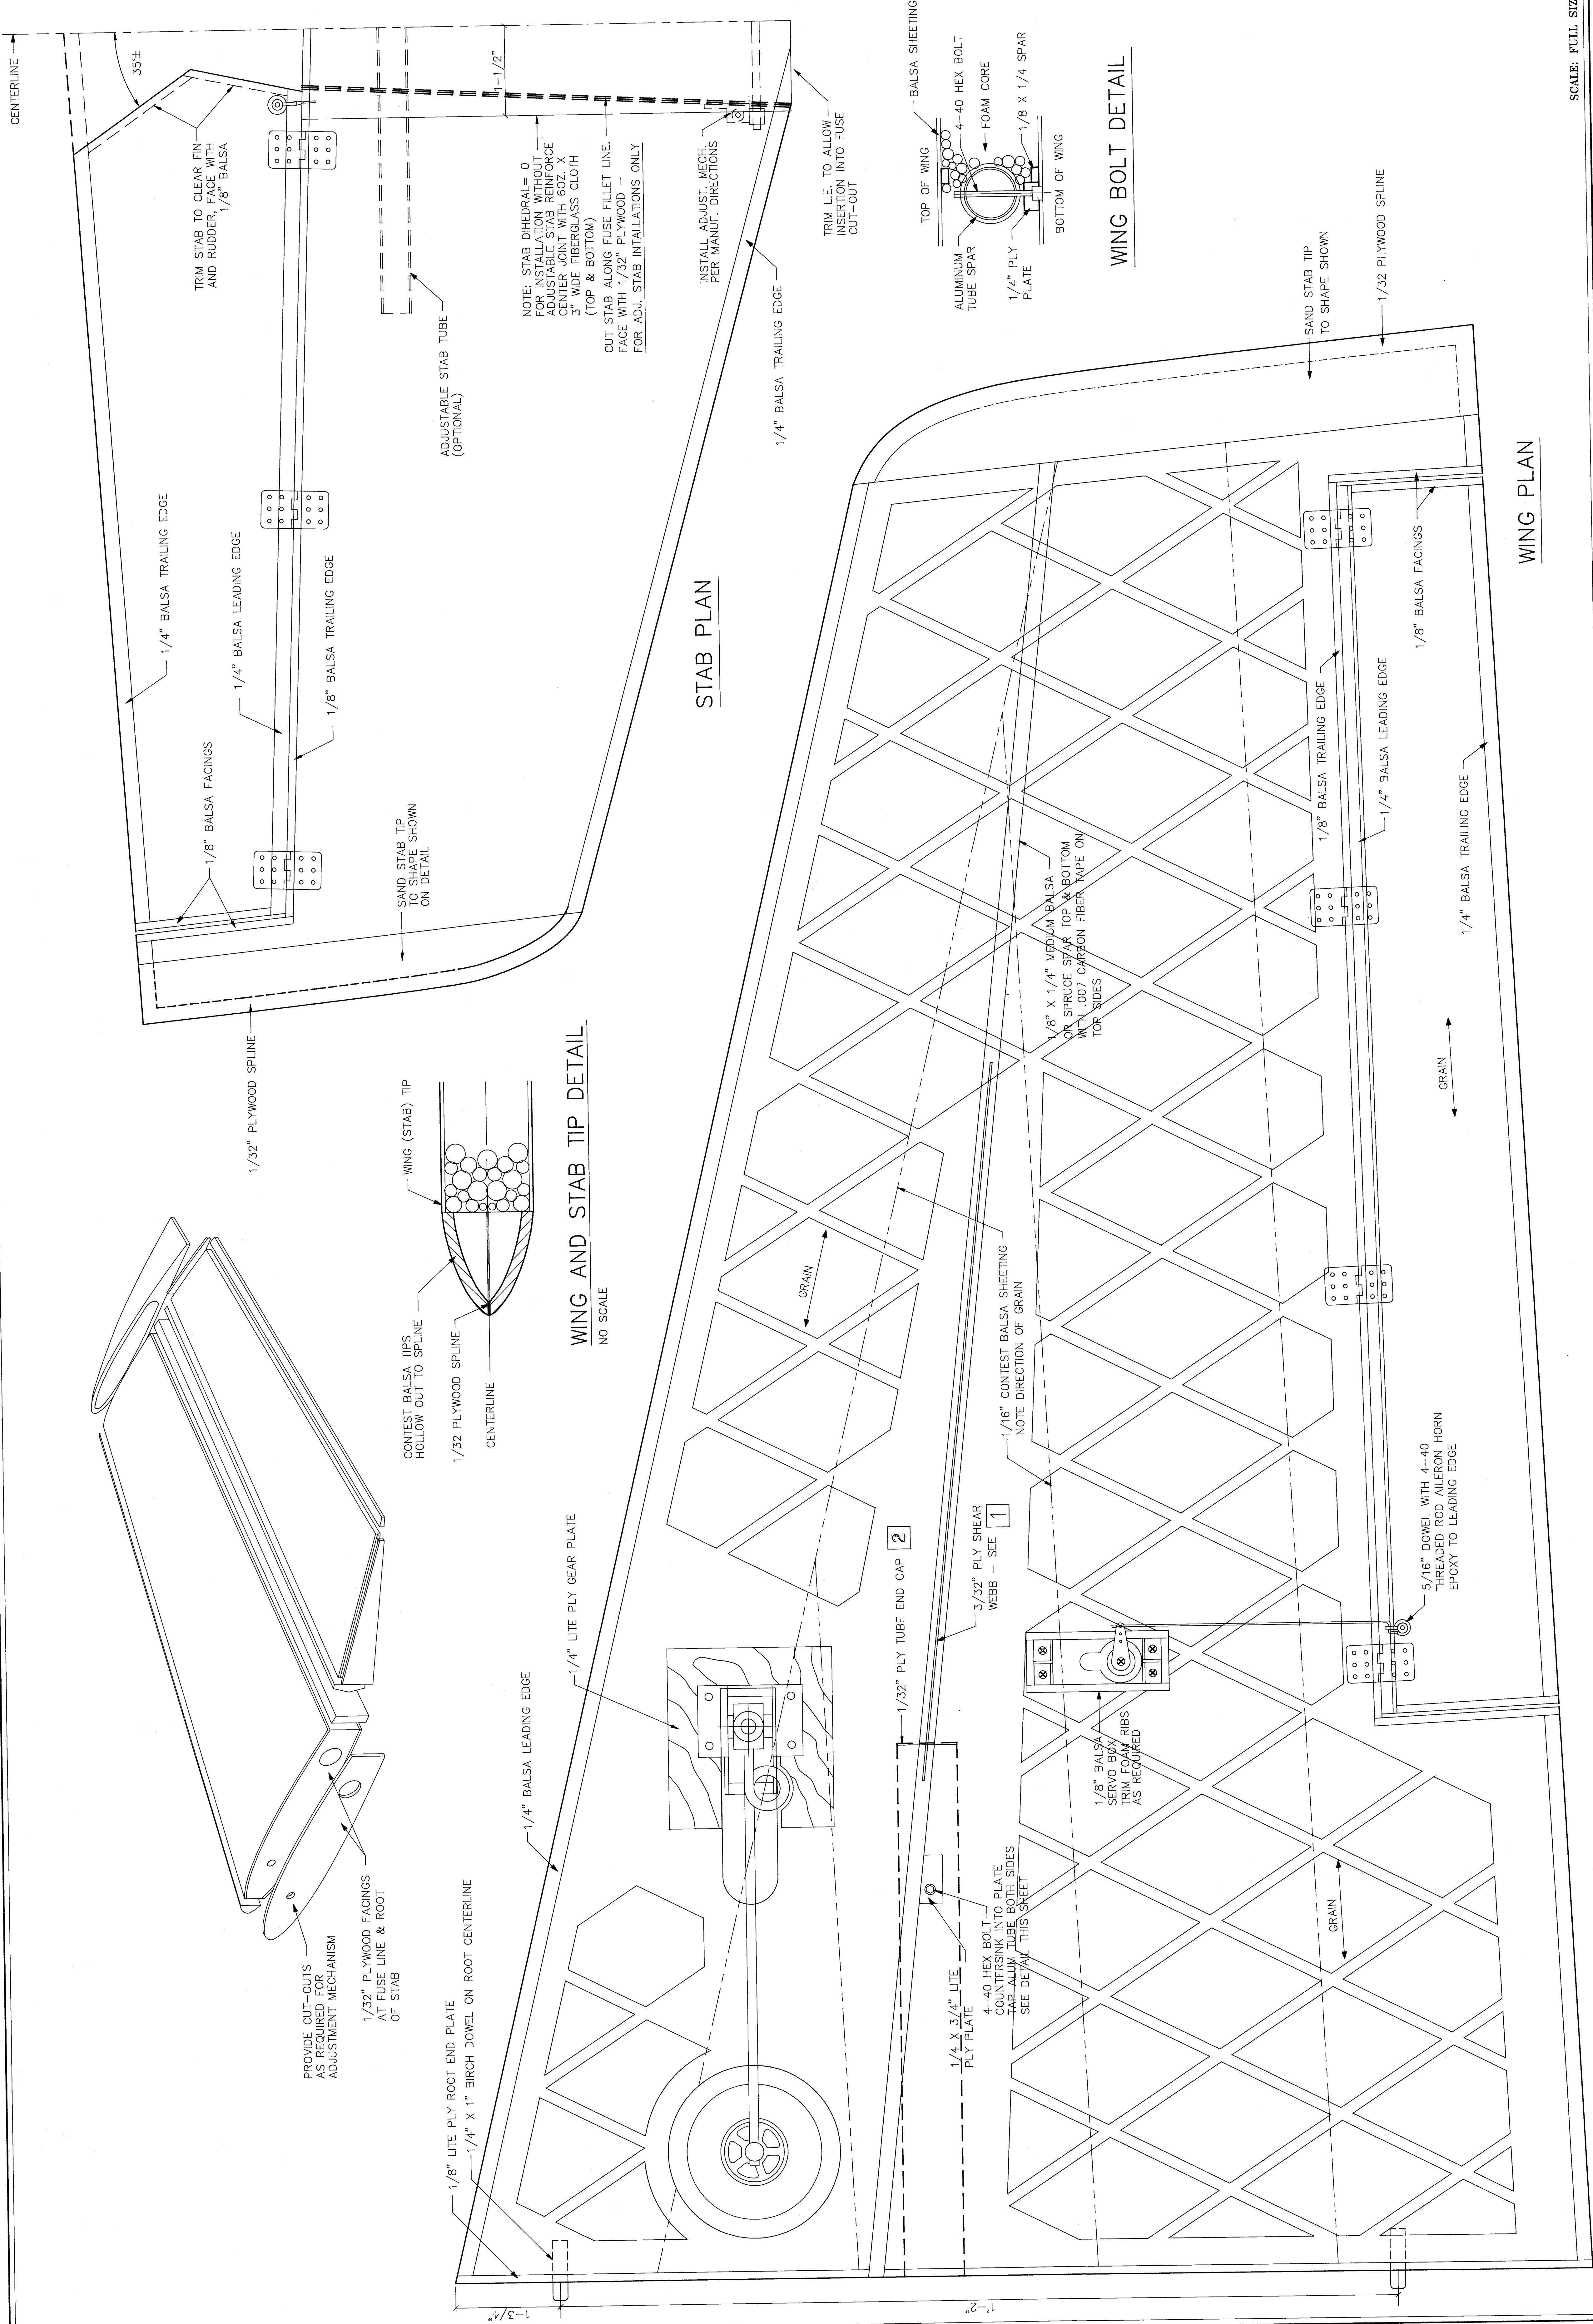 CENTERLINE
35°±
TRIM STAB TO CLEAR FIN
AND RUDDER, FACE WITH
1/8" BALSA
1/4" BALSA TRAILING EDGE
1/4" BALSA LEADING EDGE
1/8" BALSA TRAILING EDGE
1/8" BALSA FACINGS
SAND STAB TIP
TO SHAPE SHOWN
ON DETAIL
1/32" PLYWOOD SPLINE
ADJUSTABLE STAB TUBE
(OPTIONAL)
1-1/2"
NOTE: STAB DIHEDRAL= 0
FOR INSTALLATION WITHOUT
ADJUSTABLE STAB REINFORCE
CENTER JOINT WITH 6OZ. X
3" WIDE FIBERGLASS CLOTH
(TOP & BOTTOM)
CUT STAB ALONG FUSE FILLET LINE.
FACE WITH 1/32" PLYWOOD -
FOR ADJ. STAB INTALLATIONS ONLY
INSTALL ADJUST. MECH.
PER MANUF. DIRECTIONS
1/4" BALSA TRAILING EDGE
TRIM L.E. TO ALLOW
INSERTION INTO FUSE
CUT-OUT
STAB PLAN
PROVIDE CUT-OUTS
AS REQUIRED FOR
ADJUSTMENT MECHANISM
1/32" PLYWOOD FACINGS
AT FUSE LINE & ROOT
OF STAB
WING (STAB) TIP
CONTEST BALSA TIPS
HOLLOW OUT TO SPLINE
1/32 PLYWOOD SPLINE
CENTERLINE
WING AND STAB TIP DETAIL
NO SCALE
BALSA SHEETING
TOP OF WING
4-40 HEX BOLT
FOAM CORE
1/8 X 1/4 SPAR
ALUMINUM
TUBE SPAR
1/4" PLY
PLATE
BOTTOM OF WING
WING BOLT DETAIL
SAND STAB TIP
TO SHAPE SHOWN
1/32 PLYWOOD SPLINE
1/8" BALSA FACINGS
1/8" BALSA TRAILING EDGE
1/4" BALSA LEADING EDGE
1/4" BALSA TRAILING EDGE
1/8" X 1/4" MEDIUM BALSA
OR SPRUCE SPAR TOP & BOTTOM
WITH .007 CARBON FIBER TAPE ON
TOP SIDES
GRAIN
GRAIN
1/16" CONTEST BALSA SHEETING
NOTE DIRECTION OF GRAIN
5/16" DOWEL WITH 4-40
THREADED ROD AILERON HORN
EPOXY TO LEADING EDGE
3/32" PLY SHEAR
WEBB - SEE 1
1/32" PLY TUBE END CAP 2
1/4" LITE PLY GEAR PLATE
1/4" BALSA LEADING EDGE
1/8" BALSA
SERVO BOX
TRIM FOAM RIBS
AS REQUIRED
4-40 HEX BOLT
COUNTERSINK INTO PLATE
TAP ALUM TUBE BOTH SIDES
SEE DETAIL THIS SHEET
1/4 X 3/4" LITE
PLY PLATE
GRAIN
1/8" LITE PLY ROOT END PLATE
1/4" X 1" BIRCH DOWEL ON ROOT CENTERLINE
1-3/4"
1'-2"
WING PLAN
SCALE: FULL SIZ